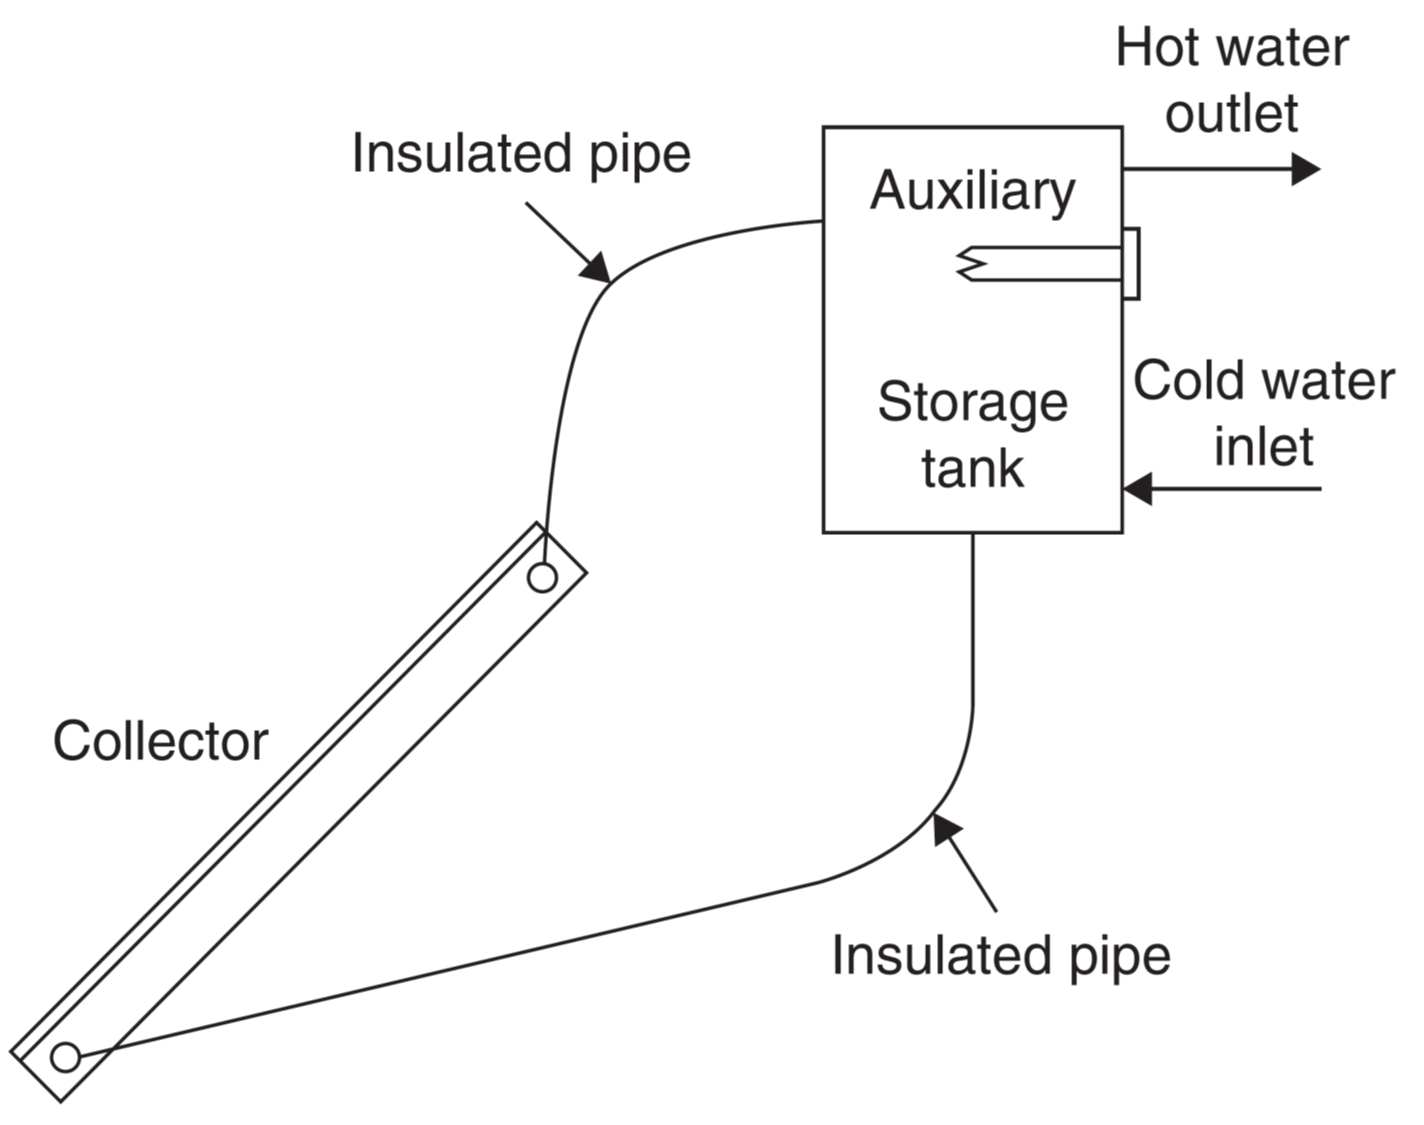 Hot water
outlet
Insulated pipe
Auxiliary
Cold water
inlet
Storage
tank
Collector
Insulated pipe